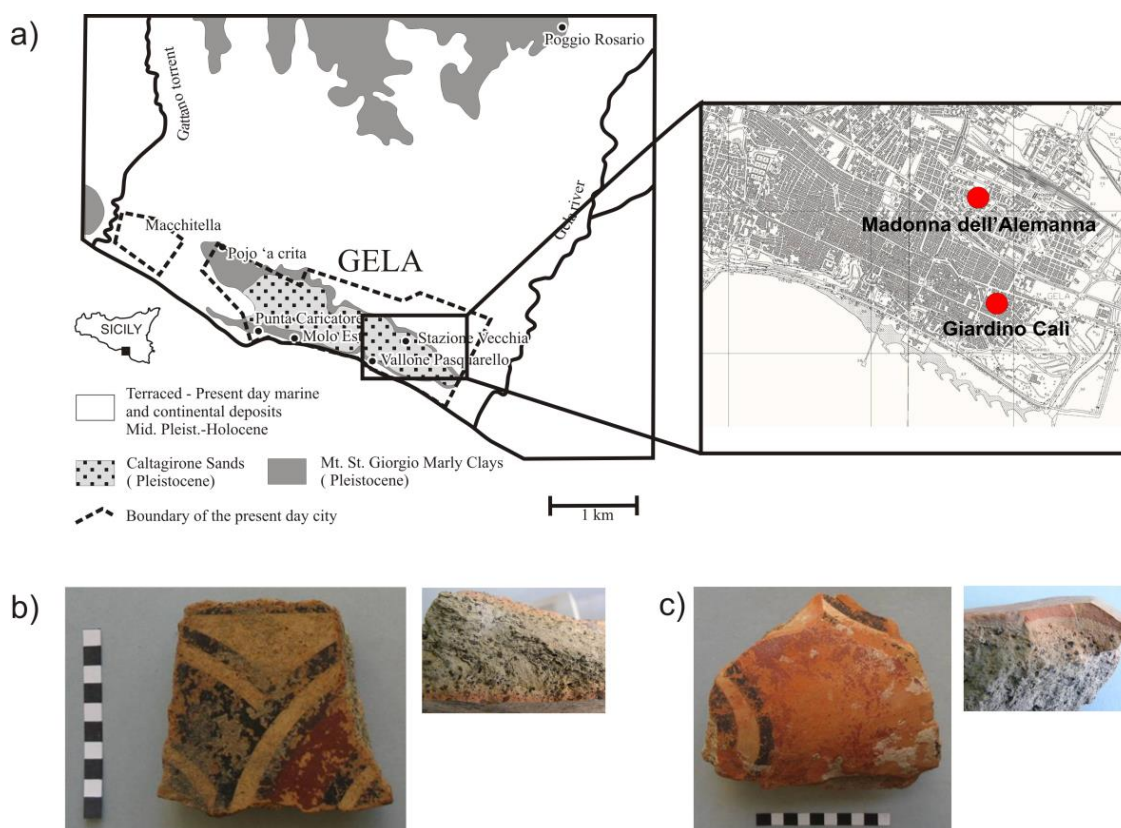 a)
Poggio Rosario
Gattano torrent
Gela river
Macchitella
Pojo ‘a crita
GELA
SICILY
Punta Caricatore
Molo Est
Stazione Vecchia
Vallone Pasquarello
Terraced - Present day marine
and continental deposits
Mid. Pleist.-Holocene
Caltagirone Sands
( Pleistocene)
Mt. St. Giorgio Marly Clays
( Pleistocene)
Boundary of the present day city
1 km
Madonna dell'Alemanna
GELA
Giardino Calì
b)
c)